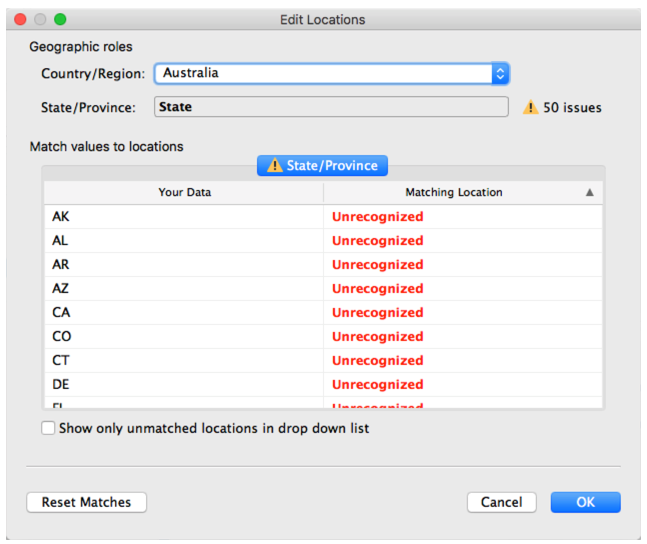 Edit Locations
Geographic roles
Country/Region: Australia
State/Province: State 50 issues
Match values to locations
State/Province
Your Data Matching Location
AK Unrecognized
AL Unrecognized
AR Unrecognized
AZ Unrecognized
CA Unrecognized
CO Unrecognized
CT Unrecognized
DE Unrecognized
Show only unmatched locations in drop down list
Reset Matches Cancel OK